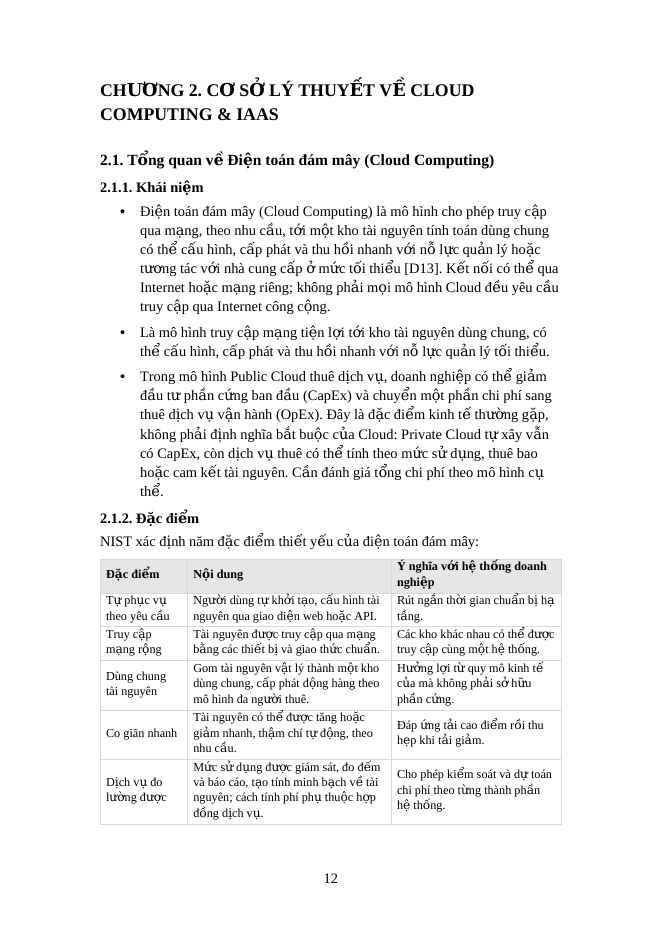 CHƯƠNG 2. CƠ SỞ LÝ THUYẾT VỀ CLOUD
COMPUTING & IAAS
2.1. Tổng quan về Điện toán đám mây (Cloud Computing)
2.1.1. Khái niệm
• Điện toán đám mây (Cloud Computing) là mô hình cho phép truy cập
qua mạng, theo nhu cầu, tới một kho tài nguyên tính toán dùng chung
có thể cấu hình, cấp phát và thu hồi nhanh với nỗ lực quản lý hoặc
tương tác với nhà cung cấp ở mức tối thiểu [D13]. Kết nối có thể qua
Internet hoặc mạng riêng; không phải mọi mô hình Cloud đều yêu cầu
truy cập qua Internet công cộng.
• Là mô hình truy cập mạng tiện lợi tới kho tài nguyên dùng chung, có
thể cấu hình, cấp phát và thu hồi nhanh với nỗ lực quản lý tối thiểu.
• Trong mô hình Public Cloud thuê dịch vụ, doanh nghiệp có thể giảm
đầu tư phần cứng ban đầu (CapEx) và chuyển một phần chi phí sang
thuê dịch vụ vận hành (OpEx). Đây là đặc điểm kinh tế thường gặp,
không phải định nghĩa bắt buộc của Cloud: Private Cloud tự xây vẫn
có CapEx, còn dịch vụ thuê có thể tính theo mức sử dụng, thuê bao
hoặc cam kết tài nguyên. Cần đánh giá tổng chi phí theo mô hình cụ
thể.
2.1.2. Đặc điểm
NIST xác định năm đặc điểm thiết yếu của điện toán đám mây:
Đặc điểm
Nội dung
Ý nghĩa với hệ thống doanh
nghiệp
Tự phục vụ
theo yêu cầu
Người dùng tự khởi tạo, cấu hình tài
nguyên qua giao diện web hoặc API.
Rút ngắn thời gian chuẩn bị hạ
tầng.
Truy cập
mạng rộng
Tài nguyên được truy cập qua mạng
bằng các thiết bị và giao thức chuẩn.
Các kho khác nhau có thể được
truy cập cùng một hệ thống.
Dùng chung
tài nguyên
Gom tài nguyên vật lý thành một kho
dùng chung, cấp phát động hàng theo
mô hình đa người thuê.
Hưởng lợi từ quy mô kinh tế
của mà không phải sở hữu
phần cứng.
Co giãn nhanh
Tài nguyên có thể được tăng hoặc
giảm nhanh, thậm chí tự động, theo
nhu cầu.
Đáp ứng tải cao điểm rồi thu
hẹp khi tải giảm.
Dịch vụ đo
lường được
Mức sử dụng được giám sát, đo đếm
và báo cáo, tạo tính minh bạch về tài
nguyên; cách tính phí phụ thuộc hợp
đồng dịch vụ.
Cho phép kiểm soát và dự toán
chi phí theo từng thành phần
hệ thống.
12